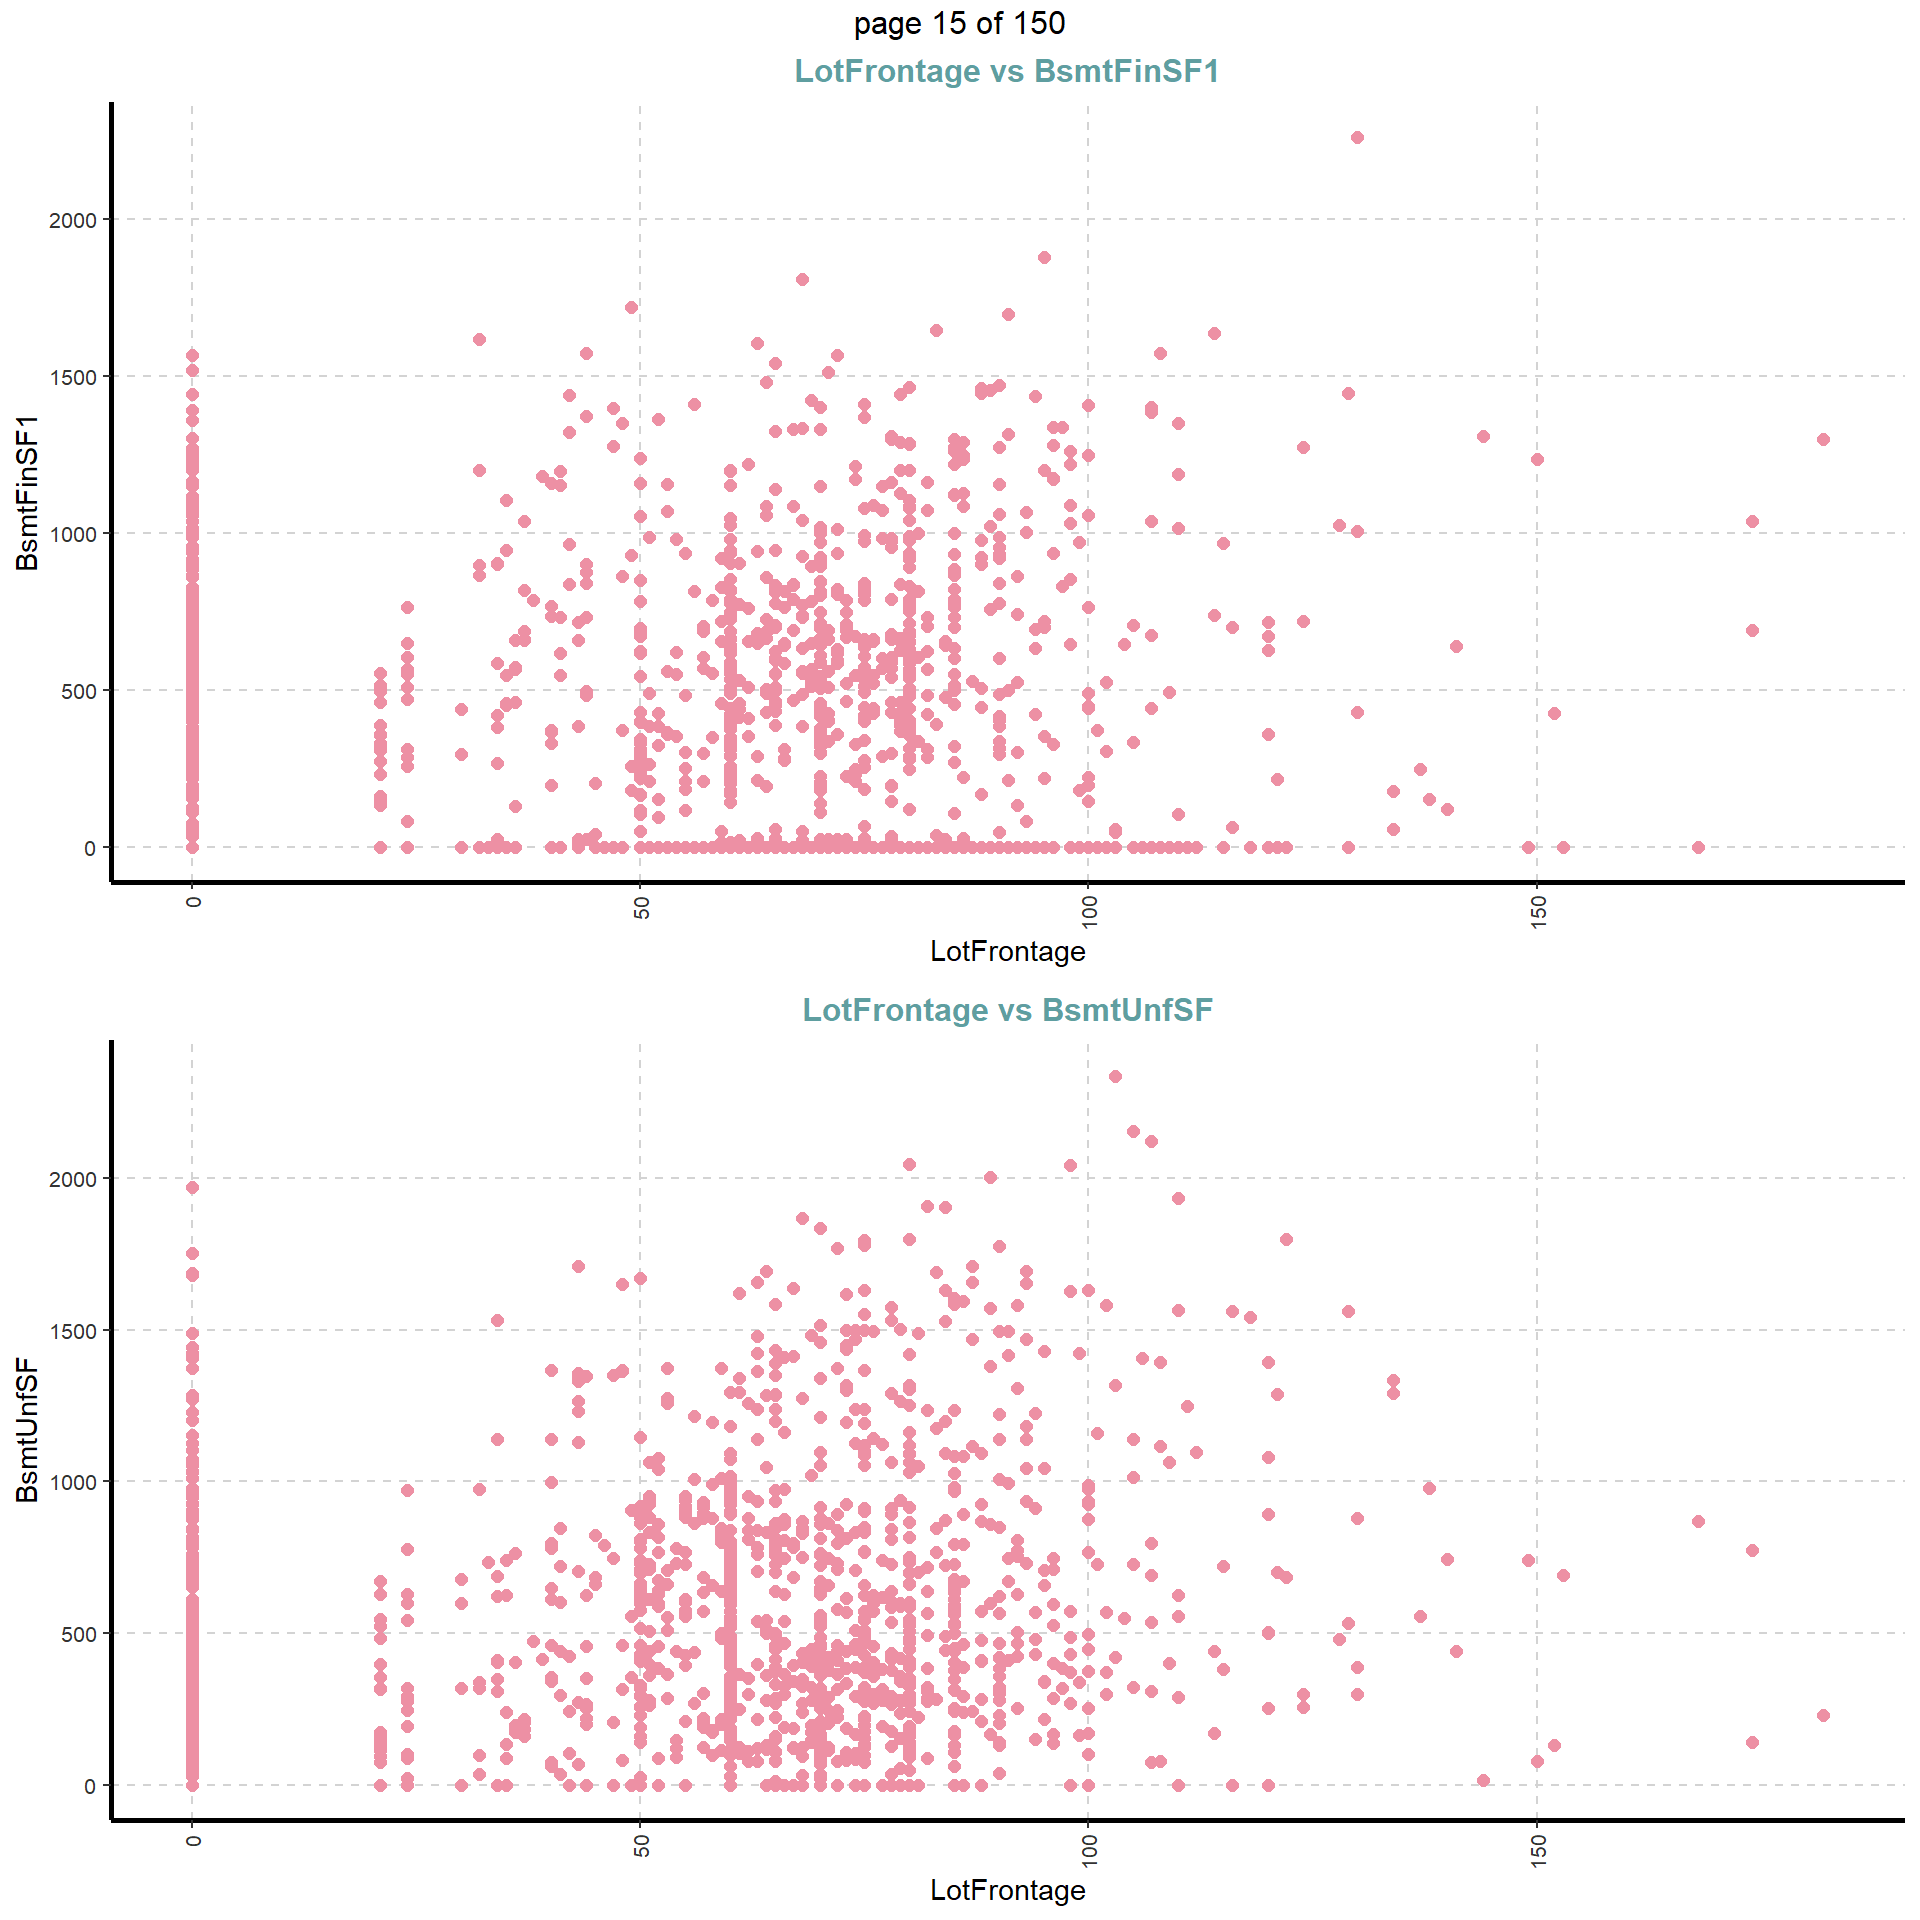 page 15 of 150
LotFrontage vs BsmtFinSF1
BsmtFinSF1
2000
1500
1000
500
0
0 50 100 150
LotFrontage
LotFrontage vs BsmtUnfSF
BsmtUnfSF
2000
1500
1000
500
0
0 50 100 150
LotFrontage